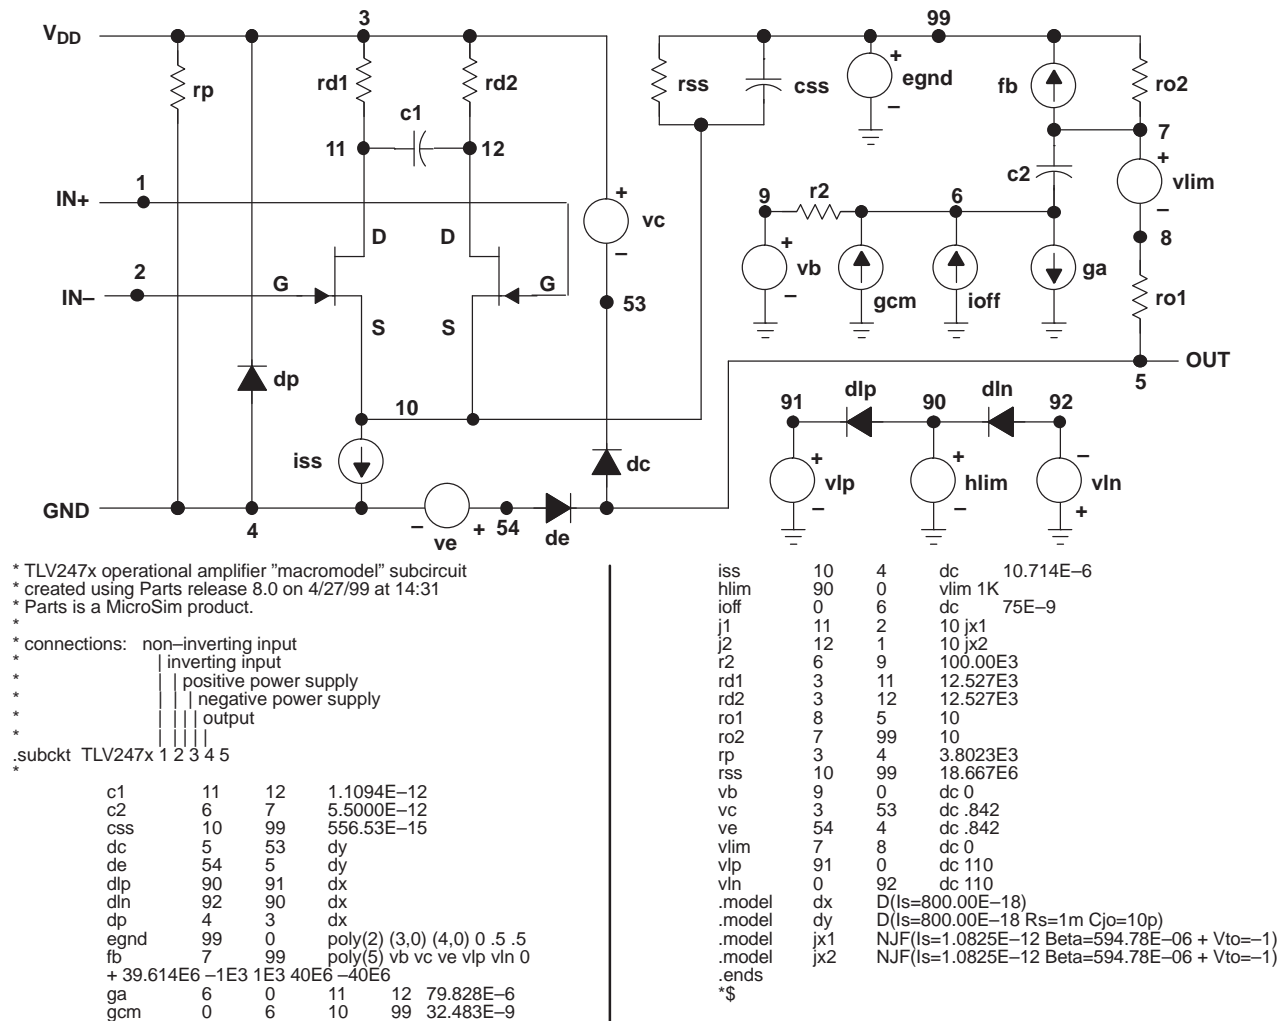 3
99
VDD
rp
rd1
rd2
c1
11
12
rss
css
+
egnd
–
fb
ro2
7
c2
+
vlim
–
8
IN+
1
9
r2
6
+
vc
–
+
vb
–
gcm
ioff
ga
ro1
D
D
IN–
2
G
G
53
S
S
OUT
5
dp
10
91
dlp
90
dln
92
iss
dc
+
vlp
–
+
hlim
–
–
vln
+
GND
4
–
ve
+
54
de
* TLV247x operational amplifier ”macromodel” subcircuit
* created using Parts release 8.0 on 4/27/99 at 14:31
* Parts is a MicroSim product.
*
* connections: non–inverting input
* | inverting input
* | | positive power supply
* | | | negative power supply
* | | | | output
* | | | | |
.subckt TLV247x 1 2 3 4 5
*
c1 11 12 1.1094E–12
c2 6 7 5.5000E–12
css 10 99 556.53E–15
dc 5 53 dy
de 54 5 dy
dlp 90 91 dx
dln 92 90 dx
dp 4 3 dx
egnd 99 0 poly(2) (3,0) (4,0) 0 .5 .5
fb 7 99 poly(5) vb vc ve vlp vln 0
+ 39.614E6 –1E3 1E3 40E6 –40E6
ga 6 0 11 12 79.828E–6
gcm 0 6 10 99 32.483E–9
iss 10 4 dc 10.714E–6
hlim 90 0 vlim 1K
ioff 0 6 dc 75E–9
j1 11 2 10 jx1
j2 12 1 10 jx2
r2 6 9 100.00E3
rd1 3 11 12.527E3
rd2 3 12 12.527E3
ro1 8 5 10
ro2 7 99 10
rp 3 4 3.8023E3
rss 10 99 18.667E6
vb 9 0 dc 0
vc 3 53 dc .842
ve 54 4 dc .842
vlim 7 8 dc 0
vlp 91 0 dc 110
vln 0 92 dc 110
.model dx D(Is=800.00E–18)
.model dy D(Is=800.00E–18 Rs=1m Cjo=10p)
.model jx1 NJF(Is=1.0825E–12 Beta=594.78E–06 + Vto=–1)
.model jx2 NJF(Is=1.0825E–12 Beta=594.78E–06 + Vto=–1)
.ends
*$